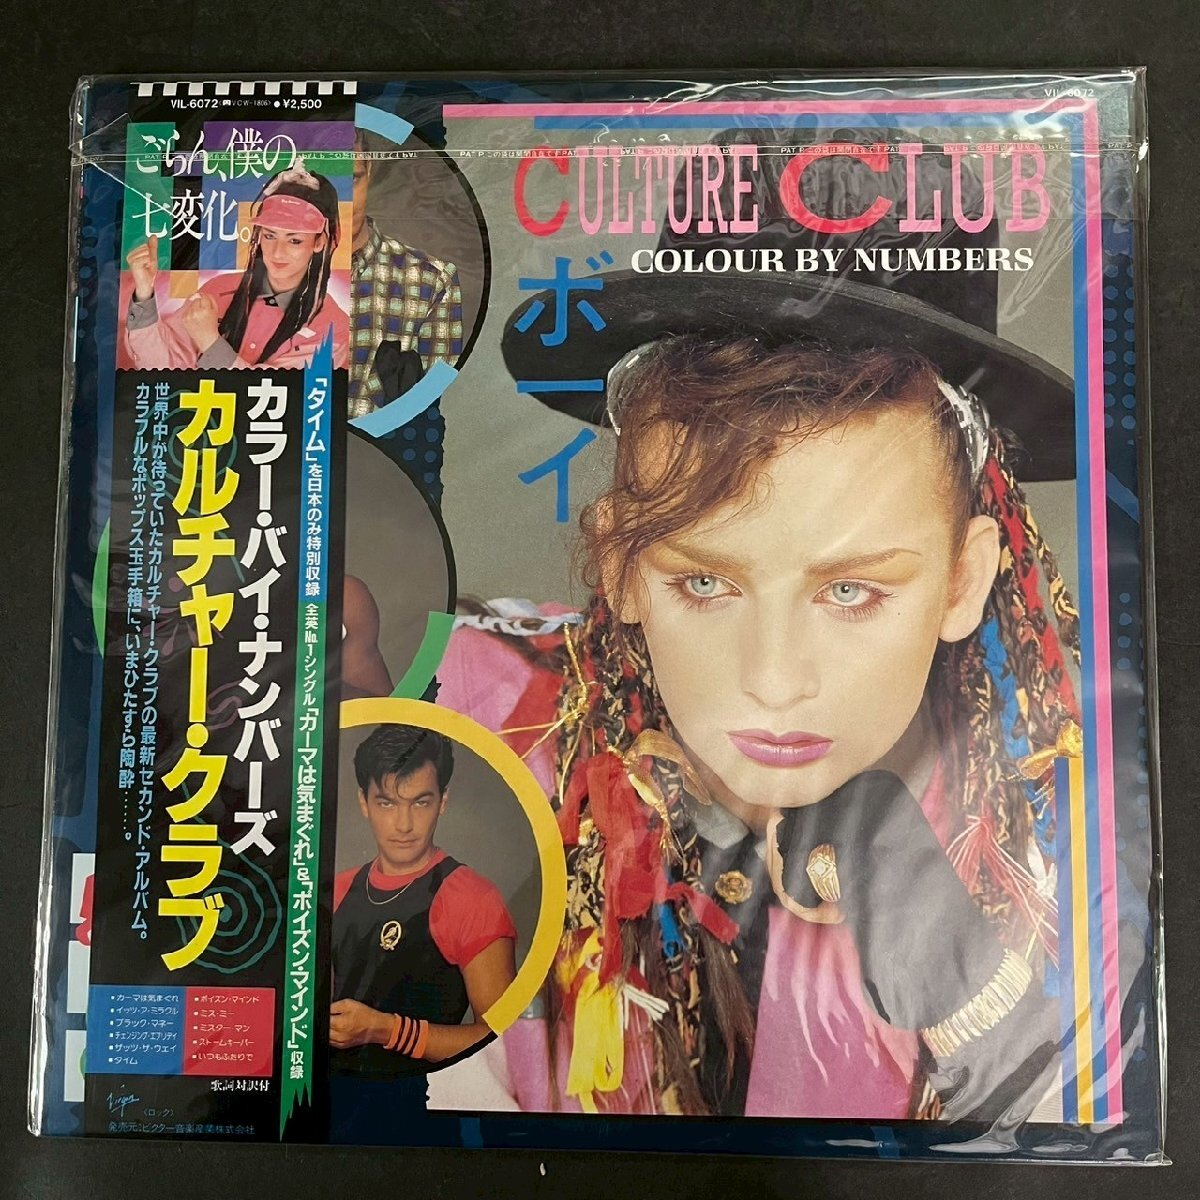 VIL-6072
¥2,500
ごらん、僕の
七変化。
世界中が待っていたカルチャー・クラブの最新セカンド・アルバム。
カラフルなポップス玉手箱に、いまひたすら陶酔……。
カラー・バイ・ナンバーズ
カルチャー・クラブ
「タイム」を日本のみ特別収録
全英No.1シングル「カーマは気まぐれ」&「ポイズン・マインド」収録
・カーマは気まぐれ
・イッツ・ア・ミラクル
・ブラック・マネー
・チェンジング・エブリデイ
・ザッツ・ザ・ウェイ
・タイム
・ポイズン・マインド
・ミス・ミー
・ミスター マン
・ストームキーパー
・いつもふたりで
歌詞対訳付
Virgin
〈ロック〉
発売元:ビクター音楽産業株式会社
VIL-6072
CULTURE CLUB
COLOUR BY NUMBERS
ボーイ